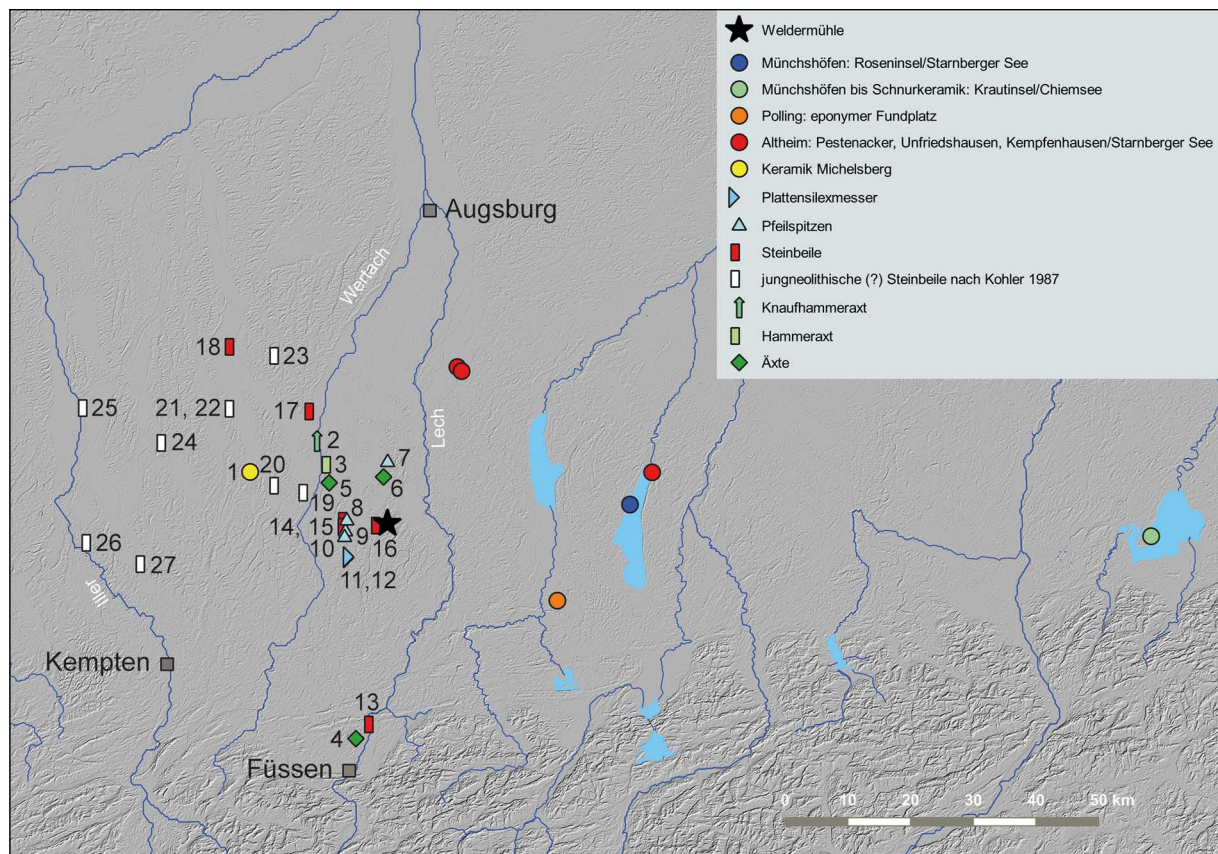 Weldermühle
Münchshöfen: Roseninsel/Starnberger See
Münchshöfen bis Schnurkeramik: Krautinsel/Chiemsee
Polling: eponymer Fundplatz
Altheim: Pestenacker, Unfriedshausen, Kempfenhausen/Starnberger See
Keramik Michelsberg
Plattensilexmesser
Pfeilspitzen
Steinbeile
jungneolithische (?) Steinbeile nach Kohler 1987
Knaufhammeraxt
Hammeraxt
Äxte
Augsburg
Wertach
Lech
18
23
25
21, 22
17
24
2
1
20
3
7
5
6
19
8
14,
15
9
16
10
26
27
11,12
Iller
Kempten
13
4
Füssen
0 10 20 30 40 50 km